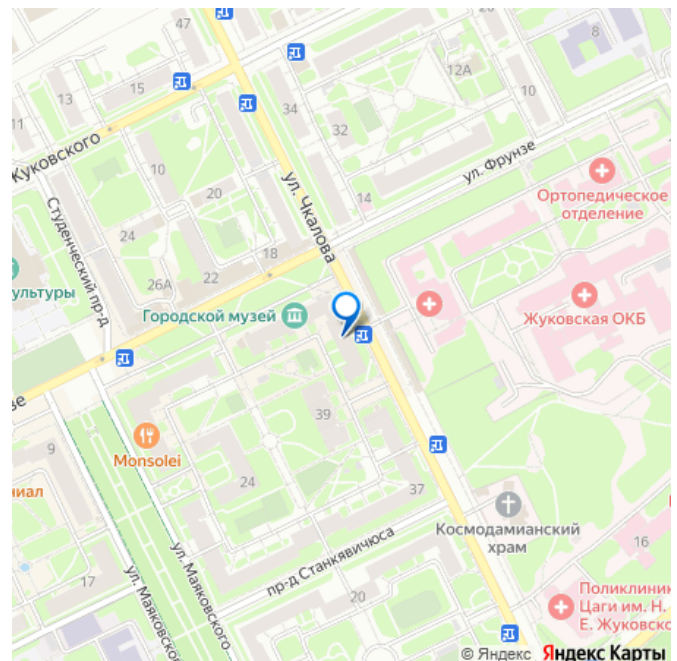 47
8
12А
10
15
13
34
32
11
Жуковского
ул. Фрунзе
10
20
14
Ортопедическое
отделение
Студенческий пр-д
ул. Чкалова
24
18
22
26А
ультуры
Городской музей
Жуковская ОКБ
39
9
Monsolei
24
37
ниал
ул. Маяковского
ул. Маяковского
пр-д Станкявичюса
Космодамианский
храм
16
17
20
Поликлиник
Цаги им. Н.
Е. Жуковско
© Яндекс Яндекс Карты